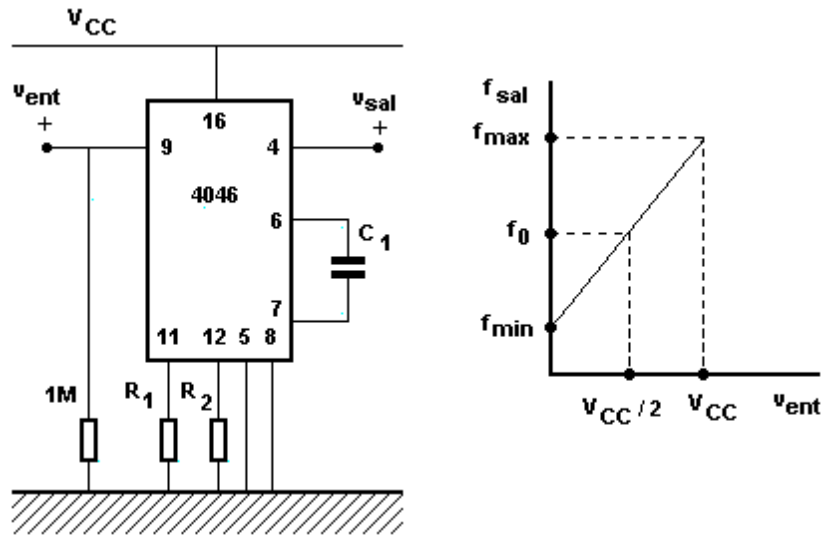 VCC
vent
+
vsal
+
16
9
4
4046
6
C1
7
11 12 5 8
1M
R1
R2
fsal
fmax
f0
fmin
VCC / 2
VCC
vent